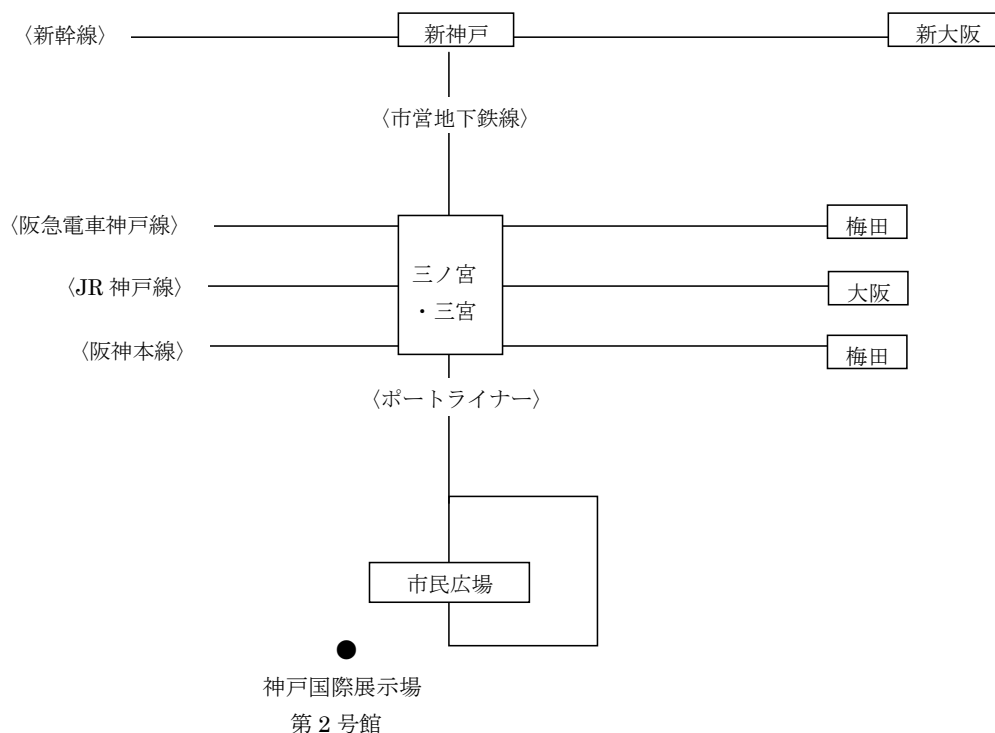 〈新幹線〉
新神戸
新大阪
〈市営地下鉄線〉
〈阪急電車神戸線〉
梅田
三ノ宮
・三宮
〈JR 神戸線〉
大阪
〈阪神本線〉
梅田
〈ポートライナー〉
市民広場
神戸国際展示場
第 2 号館